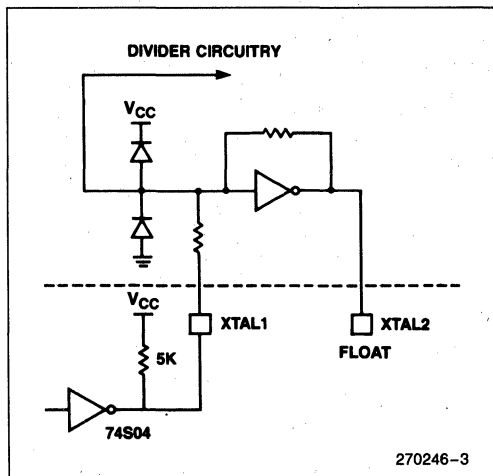 DIVIDER CIRCUITRY
VCC
VCC
XTAL1
XTAL2
5K
FLOAT
74S04
270246-3